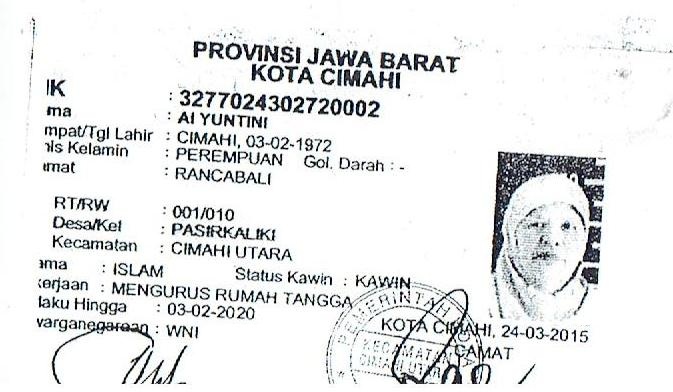 PROVINSI JAWA BARAT
KOTA CIMAHI
IK : 3277024302720002
ma : AI YUNTINI
mpat/Tgl Lahir : CIMAHI, 03-02-1972
nis Kelamin : PEREMPUAN Gol. Darah : -
mat : RANCABALI
RT/RW : 001/010
Desa/Kel : PASIRKALIKI
Kecamatan : CIMAHI UTARA
ama : ISLAM Status Kawin : KAWIN
kerjaan : MENGURUS RUMAH TANGGA
laku Hingga : 03-02-2020
warganegaraan : WNI
KOTA CIMAHI, 24-03-2015
CAMAT
PEMERINTAH KOTA
KECAMATAN
CIMAHI UTARA